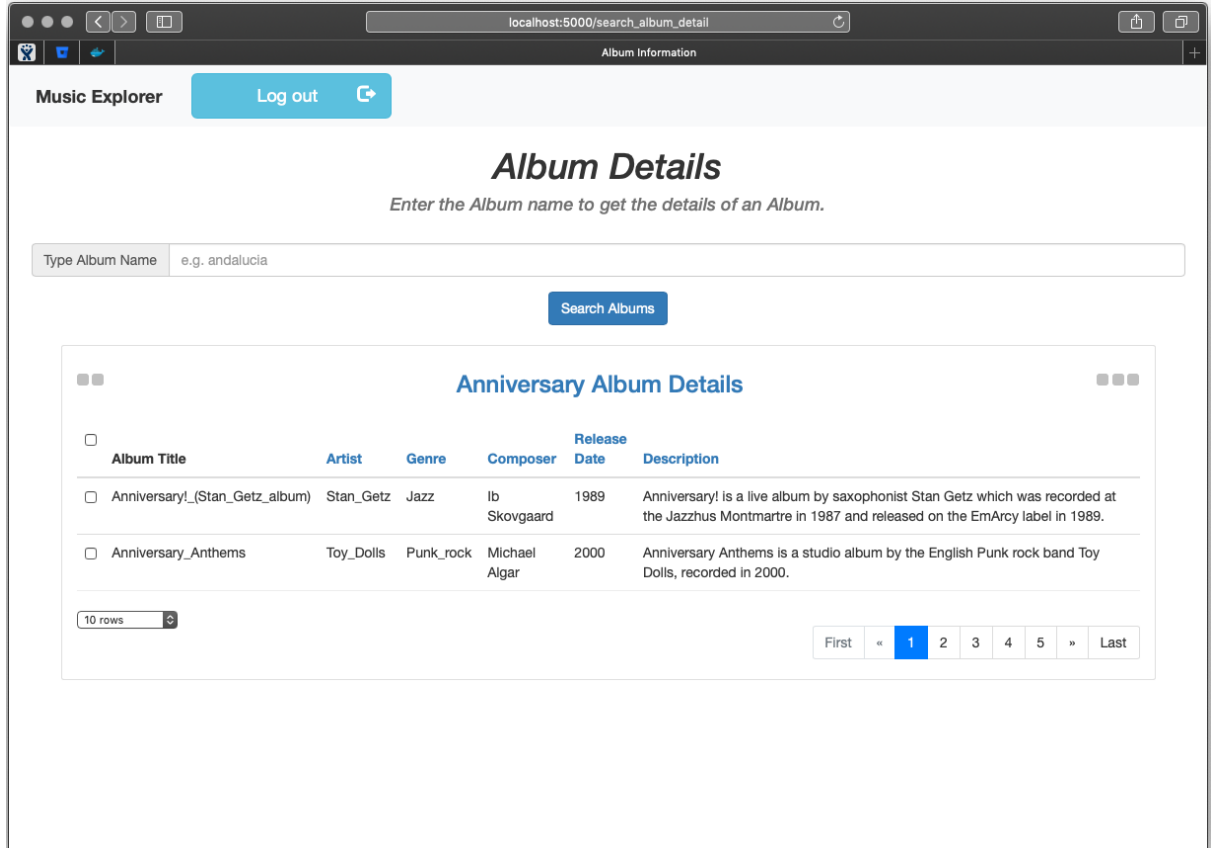 localhost:5000/search_album_detail
Album Information
Music Explorer
Log out
Album Details
Enter the Album name to get the details of an Album.
Type Album Name e.g. andalucia
Search Albums
Anniversary Album Details
Album Title Artist Genre Composer Release Date Description
Anniversary!_(Stan_Getz_album) Stan_Getz Jazz Ib Skovgaard 1989 Anniversary! is a live album by saxophonist Stan Getz which was recorded at
the Jazzhus Montmartre in 1987 and released on the EmArcy label in 1989.
Anniversary_Anthems Toy_Dolls Punk_rock Michael Algar 2000 Anniversary Anthems is a studio album by the English Punk rock band Toy
Dolls, recorded in 2000.
10 rows
First « 1 2 3 4 5 » Last